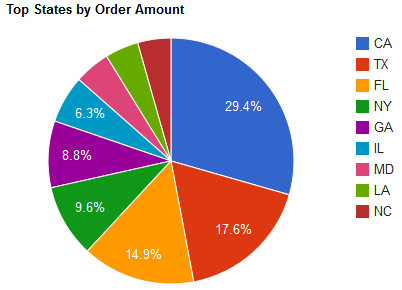 Top States by Order Amount
CA
TX
FL
NY
GA
IL
MD
LA
NC
29.4%
17.6%
14.9%
9.6%
8.8%
6.3%